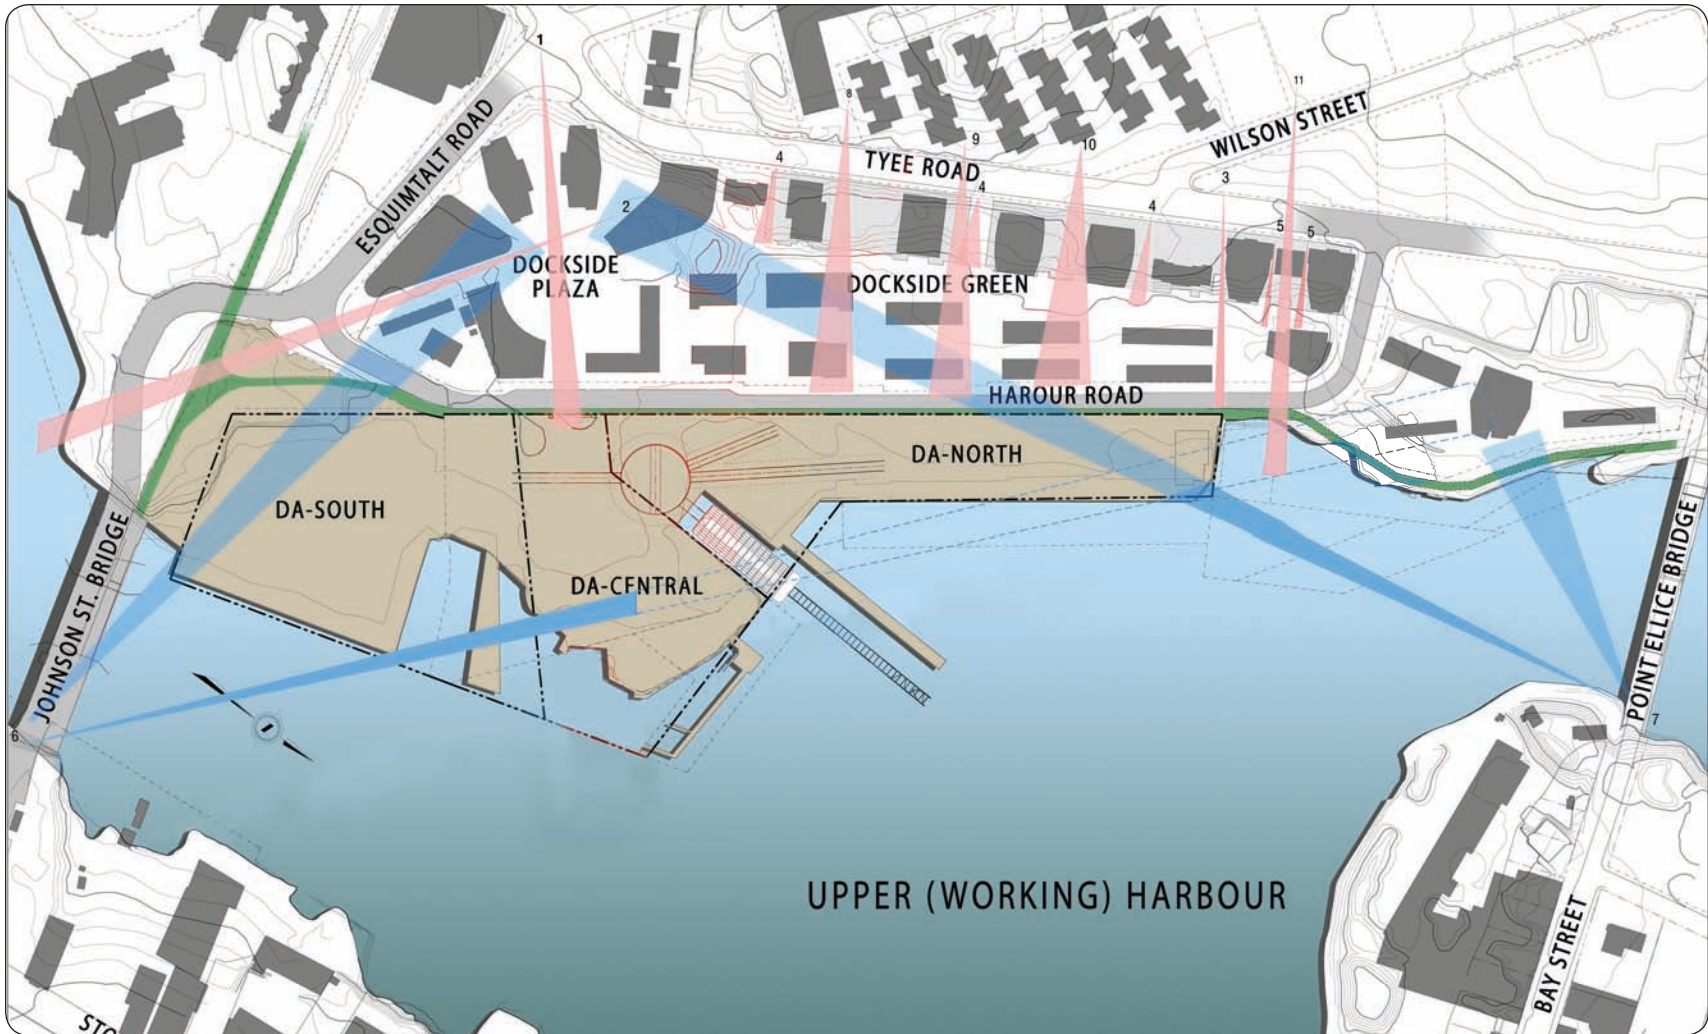 1
11
8
WILSON STREET
ESQUIMTALT ROAD
9
10
4
TYEE ROAD
3
4
2
4
5
5
DOCKSIDE
PLAZA
DOCKSIDE GREEN
HAROUR ROAD
DA-NORTH
DA-SOUTH
DA-CENTRAL
JOHNSON ST. BRIDGE
POINT ELLICE BRIDGE
6
7
UPPER (WORKING) HARBOUR
BAY STREET